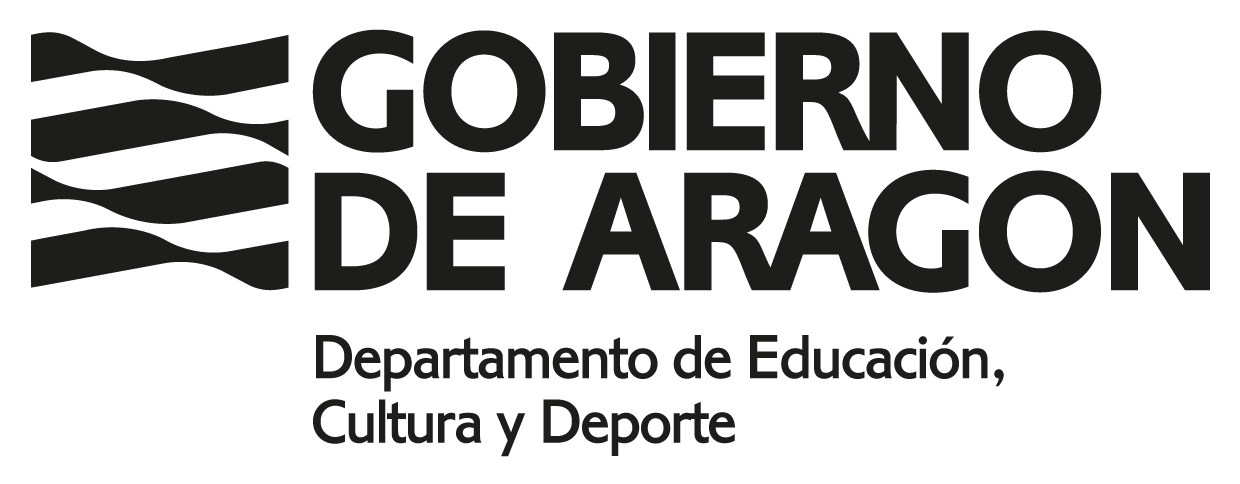 GOBIERNO
DE ARAGON
Departamento de Educación,
Cultura y Deporte